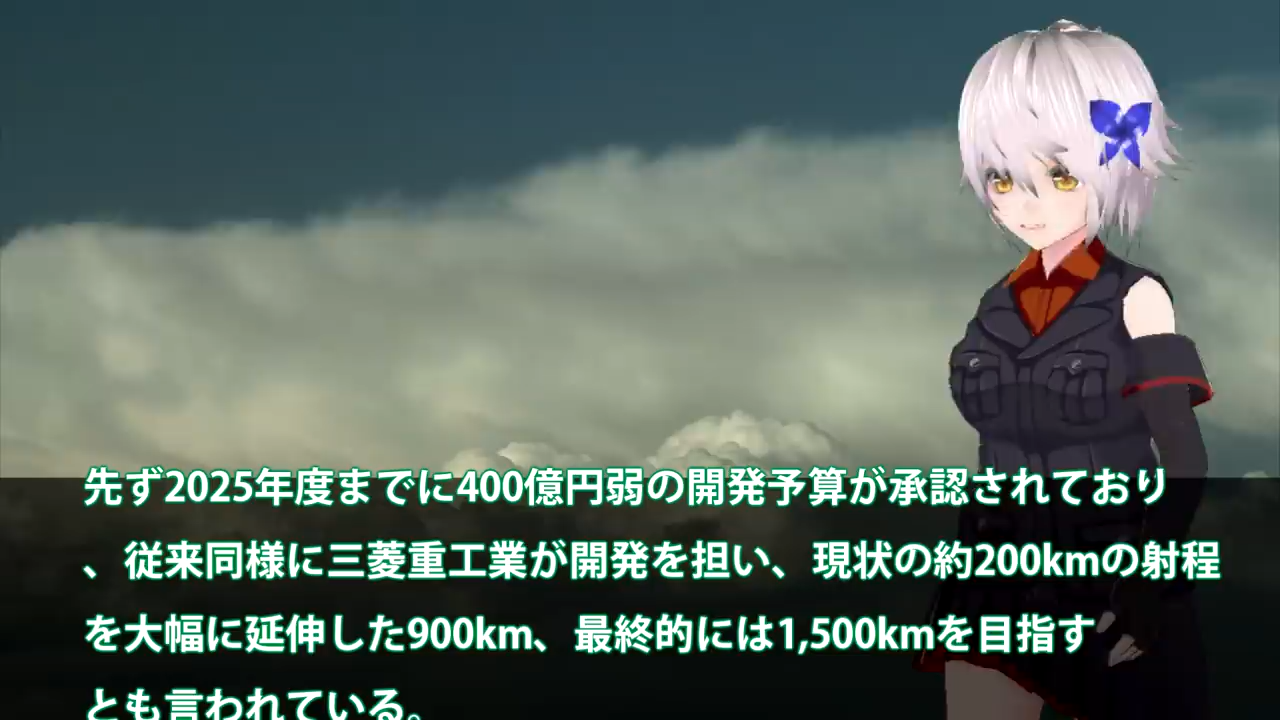 先ず2025年度までに400億円弱の開発予算が承認されており
、従来同様に三菱重工業が開発を担い、現状の約200kmの射程
を大幅に延伸した900km、最終的には1,500kmを目指す
とも言われている。